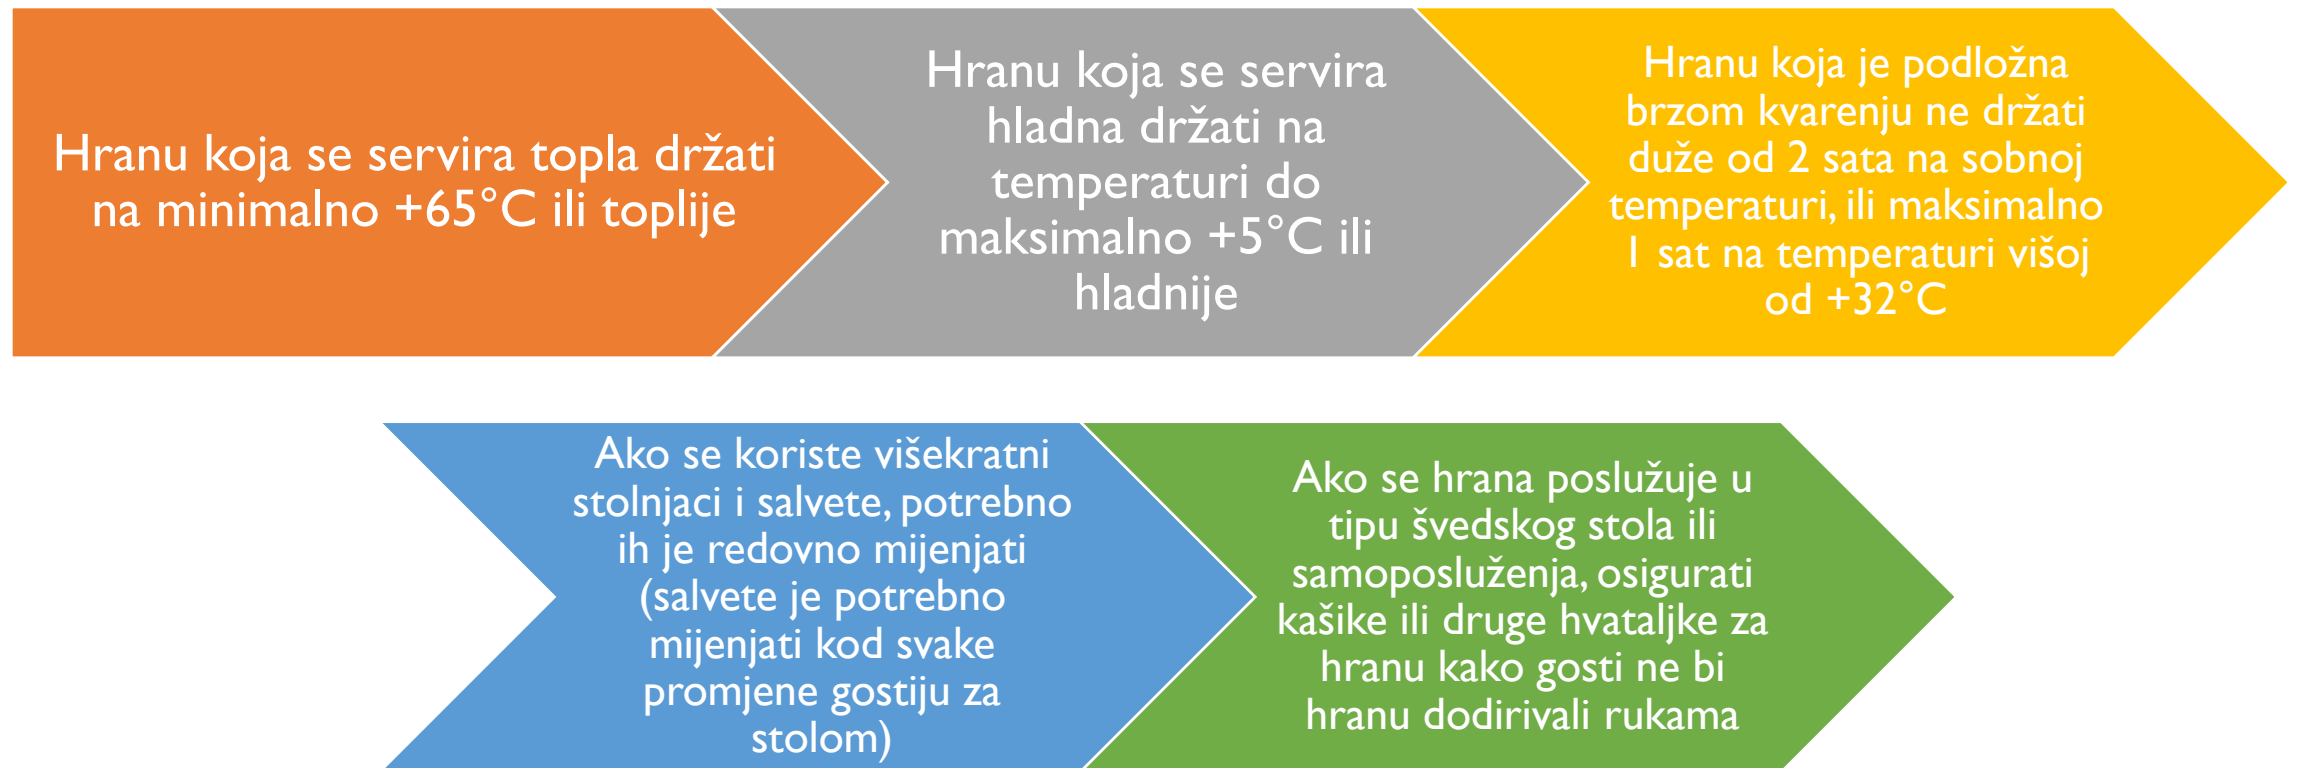 Hranu koja se servira topla držati
na minimalno +65°C ili toplije
Hranu koja se servira
hladna držati na
temperaturi do
maksimalno +5°C ili
hladnije
Hranu koja je podložna
brzom kvarenju ne držati
duže od 2 sata na sobnoj
temperaturi, ili maksimalno
1 sat na temperaturi višoj
od +32°C
Ako se koriste višekratni
stolnjaci i salvete, potrebno
ih je redovno mijenjati
(salvete je potrebno
mijenjati kod svake
promjene gostiju za
stolom)
Ako se hrana poslužuje u
tipu švedskog stola ili
samoposluženja, osigurati
kašike ili druge hvataljke za
hranu kako gosti ne bi
hranu dodirivali rukama